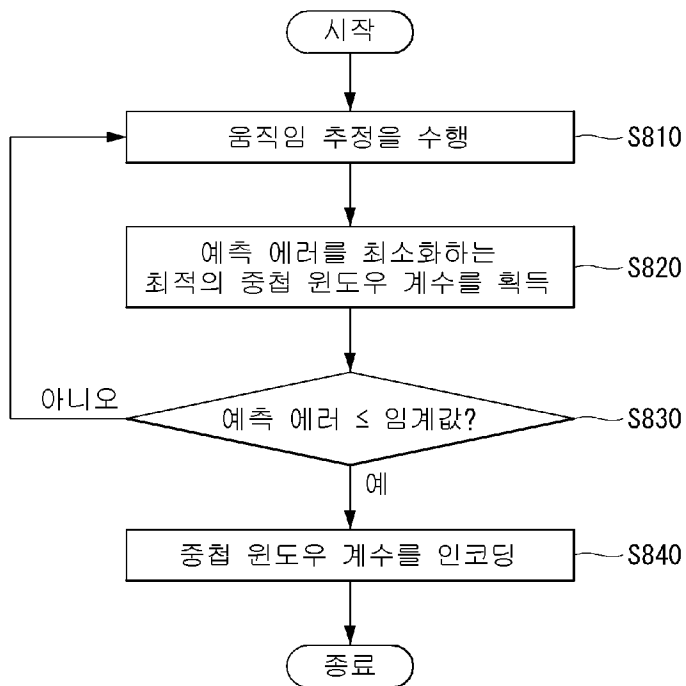 시작
움직임 추정을 수행
S810
예측 에러를 최소화하는
최적의 중첩 윈도우 계수를 획득
S820
아니오
예측 에러 ≤ 임계값?
S830
예
중첩 윈도우 계수를 인코딩
S840
종료